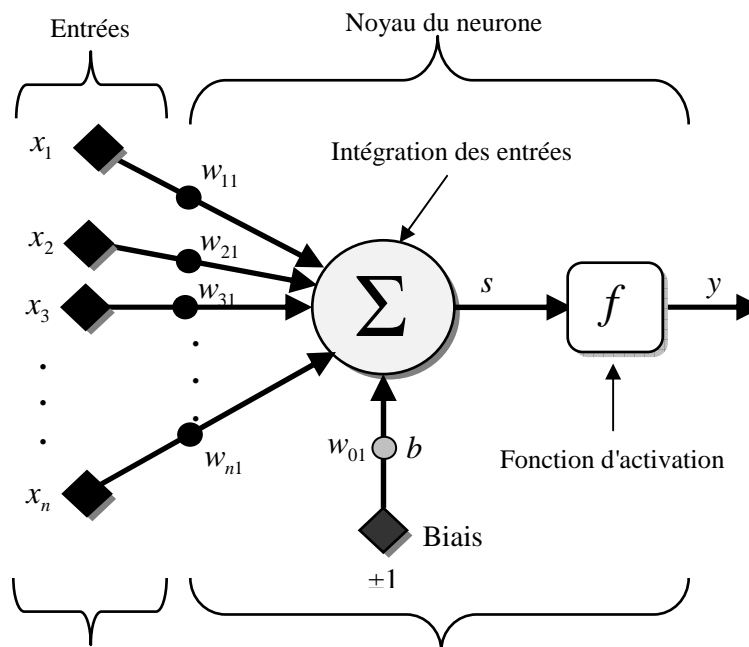 Entrées
Noyau du neurone
x1
w11
Intégration des entrées
x2
w21
x3
w31
Σ
s
f
y
w01
b
wn1
Fonction d'activation
xn
Biais
±1